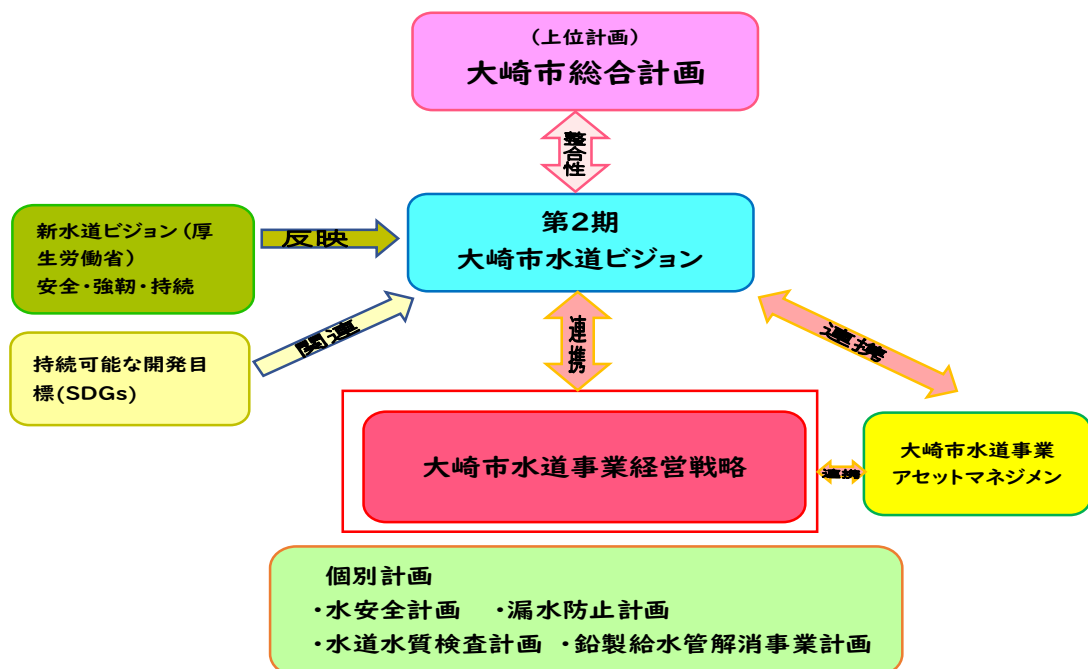 （上位計画）
大崎市総合計画
整合性
新水道ビジョン（厚
生労働省）
安全・強靭・持続
反映
第2期
大崎市水道ビジョン
持続可能な開発目
標(SDGs)
関連
連携
連携
大崎市水道事業経営戦略
連携
大崎市水道事業
アセットマネジメン
個別計画
・水安全計画　・漏水防止計画
・水道水質検査計画　・鉛製給水管解消事業計画